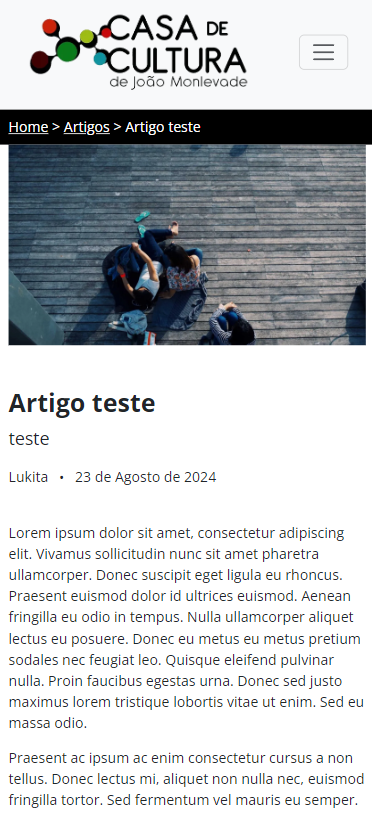 CASA DE
CULTURA
de João Monlevade
Home > Artigos > Artigo teste
Artigo teste
teste
Lukita • 23 de Agosto de 2024
Lorem ipsum dolor sit amet, consectetur adipiscing
elit. Vivamus sollicitudin nunc sit amet pharetra
ullamcorper. Donec suscipit eget ligula eu rhoncus.
Praesent euismod dolor id ultrices euismod. Aenean
fringilla eu odio in tempus. Nulla ullamcorper aliquet
lectus eu posuere. Donec eu metus eu metus pretium
sodales nec feugiat leo. Quisque eleifend pulvinar
nulla. Proin faucibus egestas urna. Donec sed justo
maximus lorem tristique lobortis vitae ut enim. Sed eu
massa odio.
Praesent ac ipsum ac enim consectetur cursus a non
tellus. Donec lectus mi, aliquet non nulla nec, euismod
fringilla tortor. Sed fermentum vel mauris eu semper.